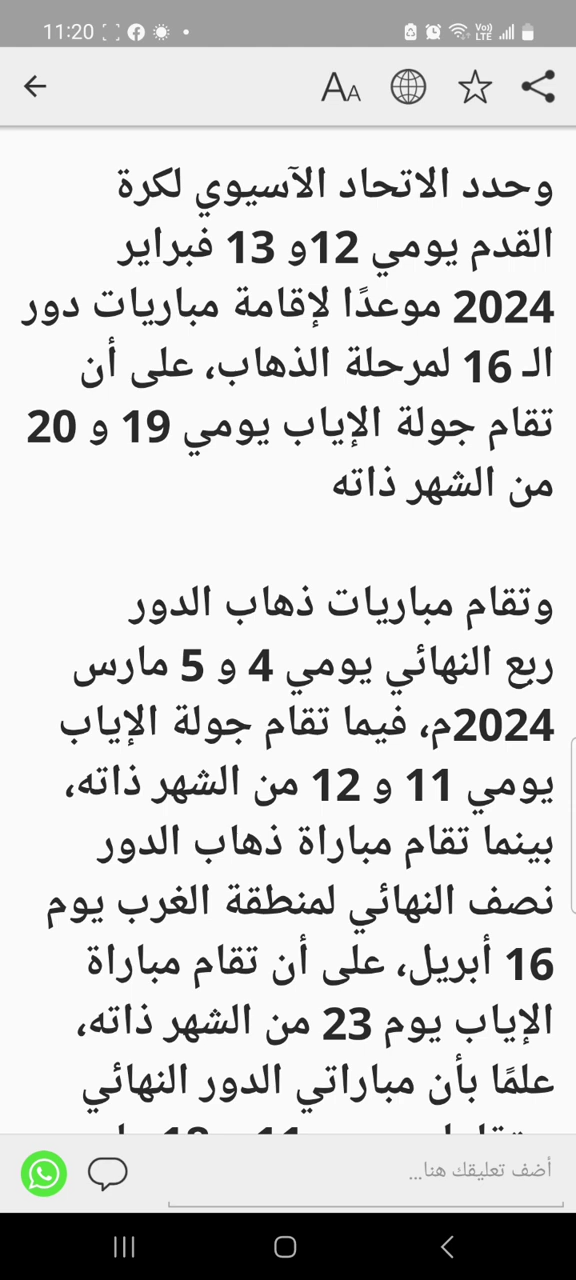 11:20
Vo)) LTE
AA
وحدد الاتحاد الآسيوي لكرة
القدم يومي 12و 13 فبراير
2024 موعدًا لإقامة مباريات دور
الـ 16 لمرحلة الذهاب، على أن
تقام جولة الإياب يومي 19 و 20
من الشهر ذاته
وتقام مباريات ذهاب الدور
ربع النهائي يومي 4 و 5 مارس
2024م، فيما تقام جولة الإياب
يومي 11 و 12 من الشهر ذاته،
بينما تقام مباراة ذهاب الدور
نصف النهائي لمنطقة الغرب يوم
16 أبريل، على أن تقام مباراة
الإياب يوم 23 من الشهر ذاته،
علمًا بأن مباراتي الدور النهائي
أضف تعليقك هنا...